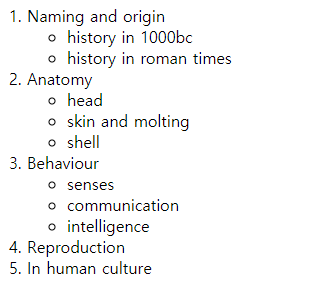 1. Naming and origin
○ history in 1000bc
○ history in roman times
2. Anatomy
○ head
○ skin and molting
○ shell
3. Behaviour
○ senses
○ communication
○ intelligence
4. Reproduction
5. In human culture